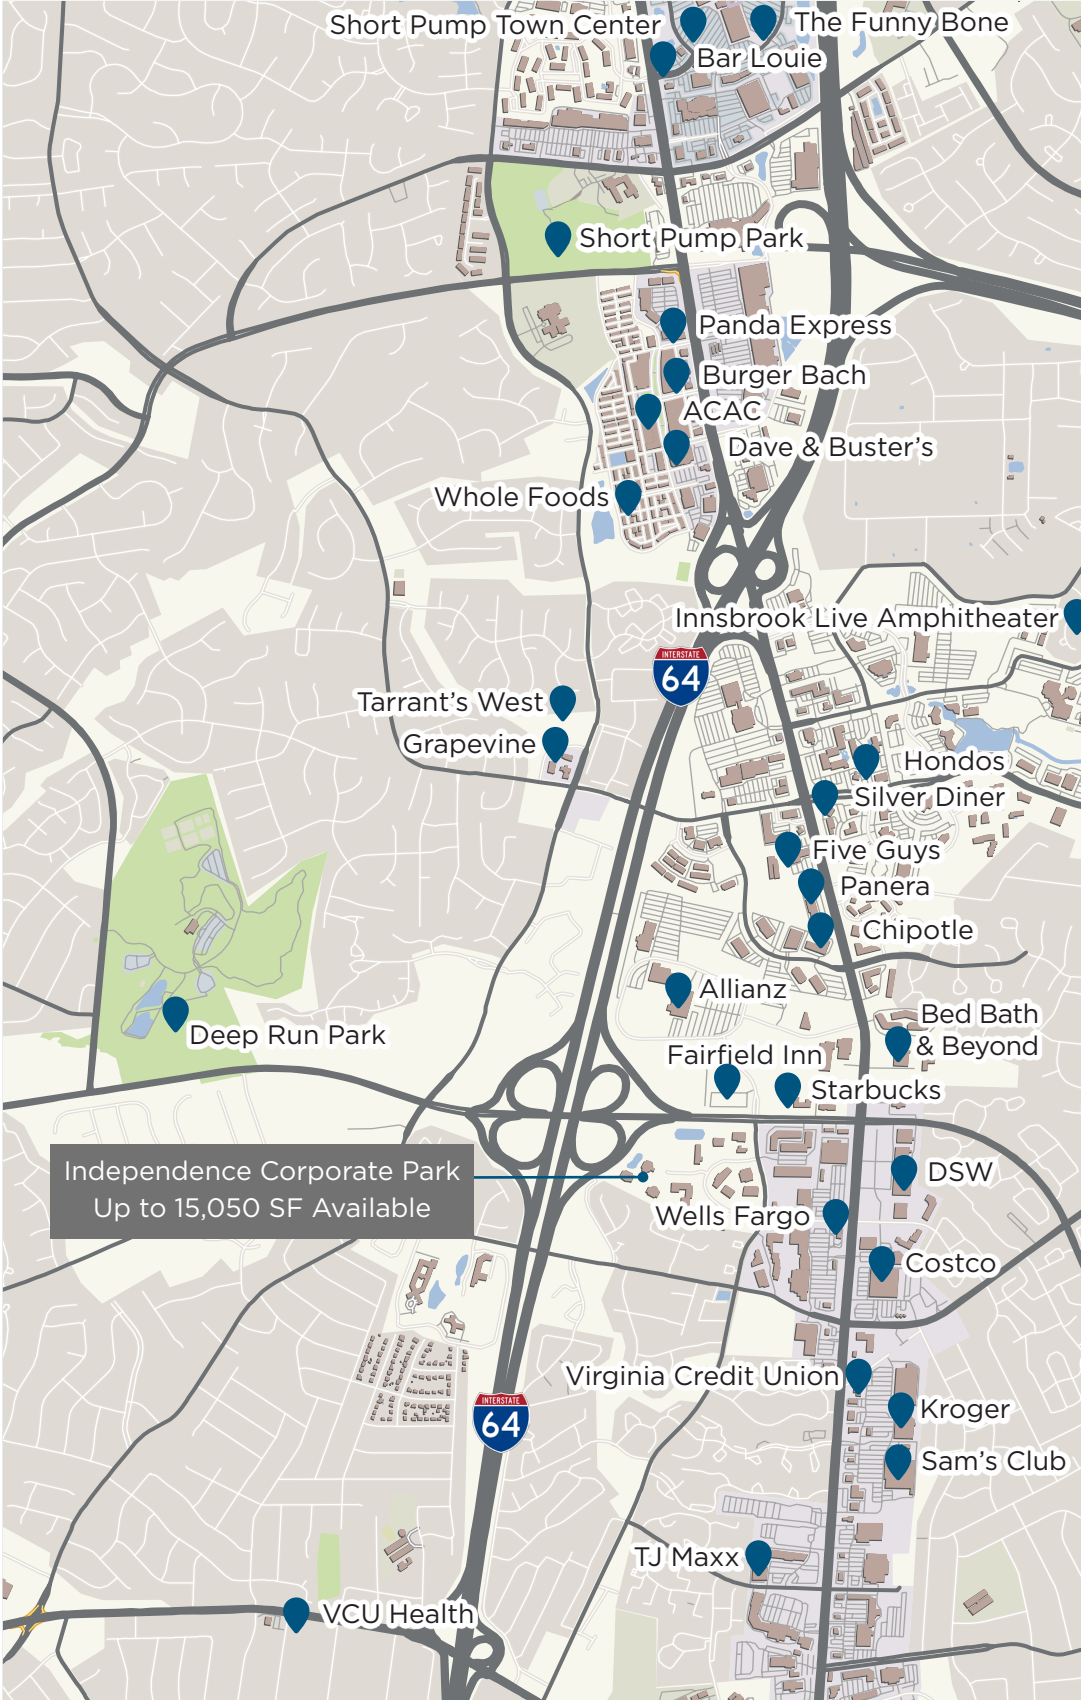 Short Pump Town Center
The Funny Bone
Bar Louie
Short Pump Park
Panda Express
Burger Bach
ACAC
Dave & Buster's
Whole Foods
Innsbrook Live Amphitheater
INTERSTATE
64
Tarrant's West
Grapevine
Hondos
Silver Diner
Five Guys
Panera
Chipotle
Allianz
Deep Run Park
Bed Bath
& Beyond
Fairfield Inn
Starbucks
Independence Corporate Park
Up to 15,050 SF Available
DSW
Wells Fargo
Costco
Virginia Credit Union
INTERSTATE
64
Kroger
Sam's Club
TJ Maxx
VCU Health